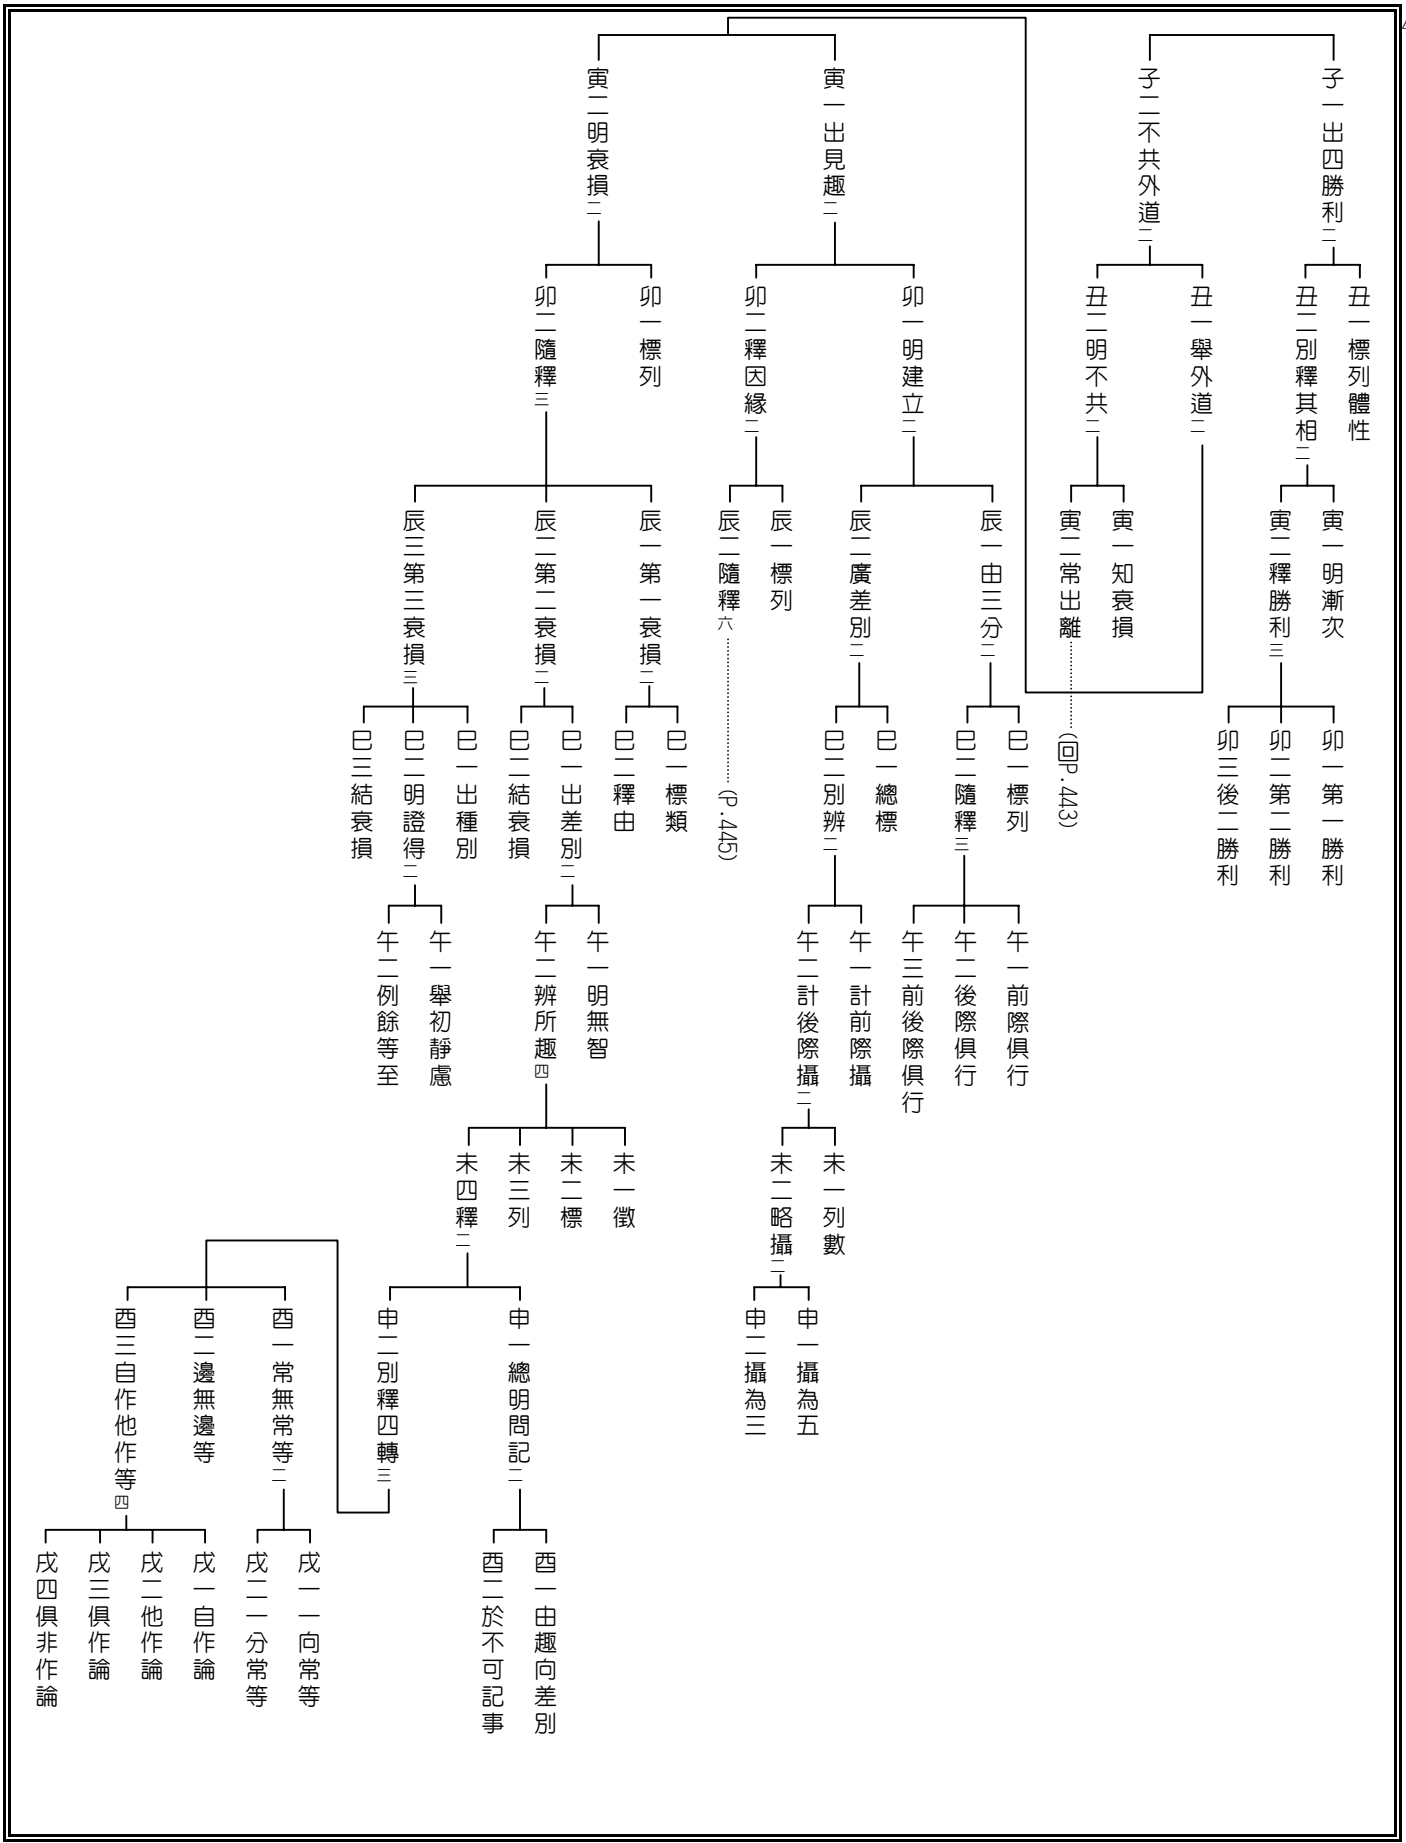 子一出四勝利二
子二不共外道二
丑一標列體性
丑二別釋其相二
丑一舉外道二
丑二明不共二
寅一明漸次
寅二釋勝利三
寅一知衰損
寅二常出離
(回P.443)
卯一第一勝利
卯二第二勝利
卯三後二勝利
寅一出見趣二
寅二明衰損二
卯一明建立二
卯二釋因緣二
卯一標列
卯二隨釋三
辰一由三分二
辰二廣差別二
辰一標列
辰二隨釋六
(P.445)
辰一第一衰損二
辰二第二衰損二
辰三第三衰損三
巳一標列
巳二隨釋三
巳一總標
巳二別辨二
巳一標類
巳二釋由
巳一出差別二
巳二結衰損
巳一出種別
巳二明證得二
巳三結衰損
午一前際俱行
午二後際俱行
午三前後際俱行
午一計前際攝
午二計後際攝二
午一明無智
午二辨所趣四
午一舉初靜慮
午二例餘等至
未一列數
未二略攝二
未一徵
未二標
未三列
未四釋二
申一攝為五
申二攝為三
申一總明問記二
申二別釋四轉三
酉一常無常等二
酉二邊無邊等
酉三自作他作等四
酉一由趣向差別
酉二於不可記事
戌一一向常等
戌二一分常等
戌一自作論
戌二他作論
戌三俱作論
戌四俱非作論